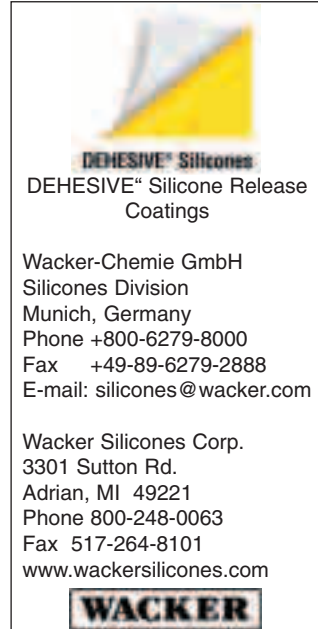 DEHESIVE® Silicones
DEHESIVE“ Silicone Release
Coatings
Wacker-Chemie GmbH
Silicones Division
Munich, Germany
Phone +800-6279-8000
Fax +49-89-6279-2888
E-mail: silicones@wacker.com
Wacker Silicones Corp.
3301 Sutton Rd.
Adrian, MI 49221
Phone 800-248-0063
Fax 517-264-8101
www.wackersilicones.com
WACKER